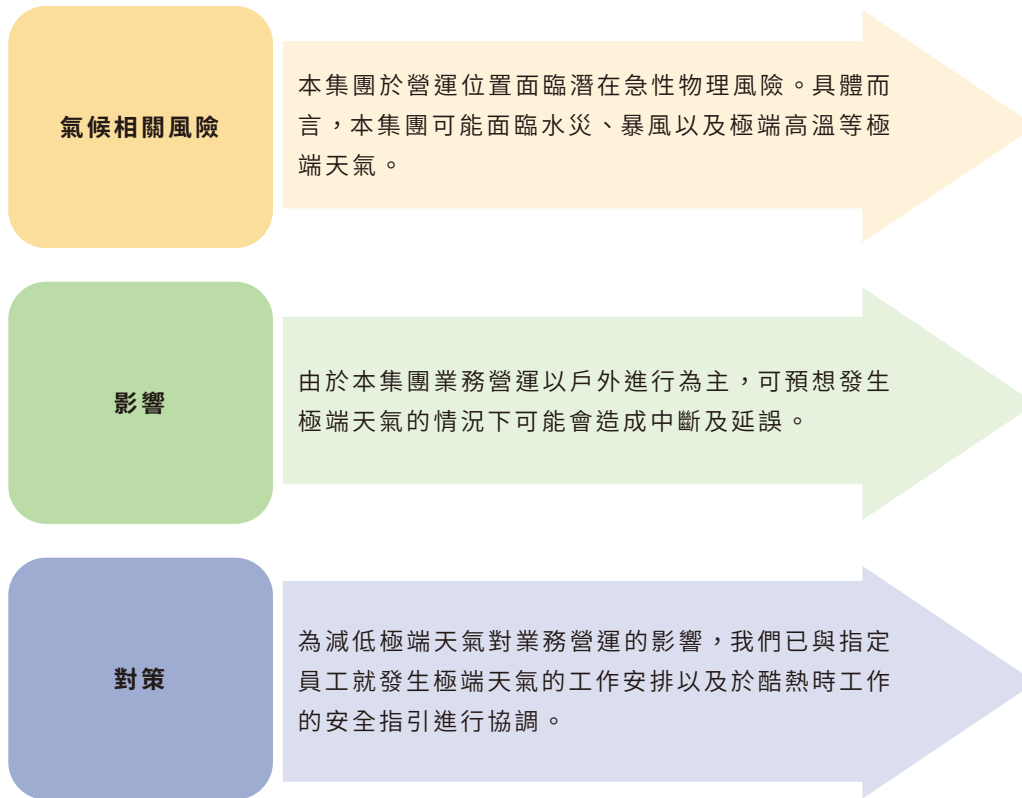 氣候相關風險
本集團於營運位置面臨潛在急性物理風險。具體而
言，本集團可能面臨水災、暴風以及極端高溫等極
端天氣。
影響
由於本集團業務營運以戶外進行為主，可預想發生
極端天氣的情況下可能會造成中斷及延誤。
對策
為減低極端天氣對業務營運的影響，我們已與指定
員工就發生極端天氣的工作安排以及於酷熱時工作
的安全指引進行協調。